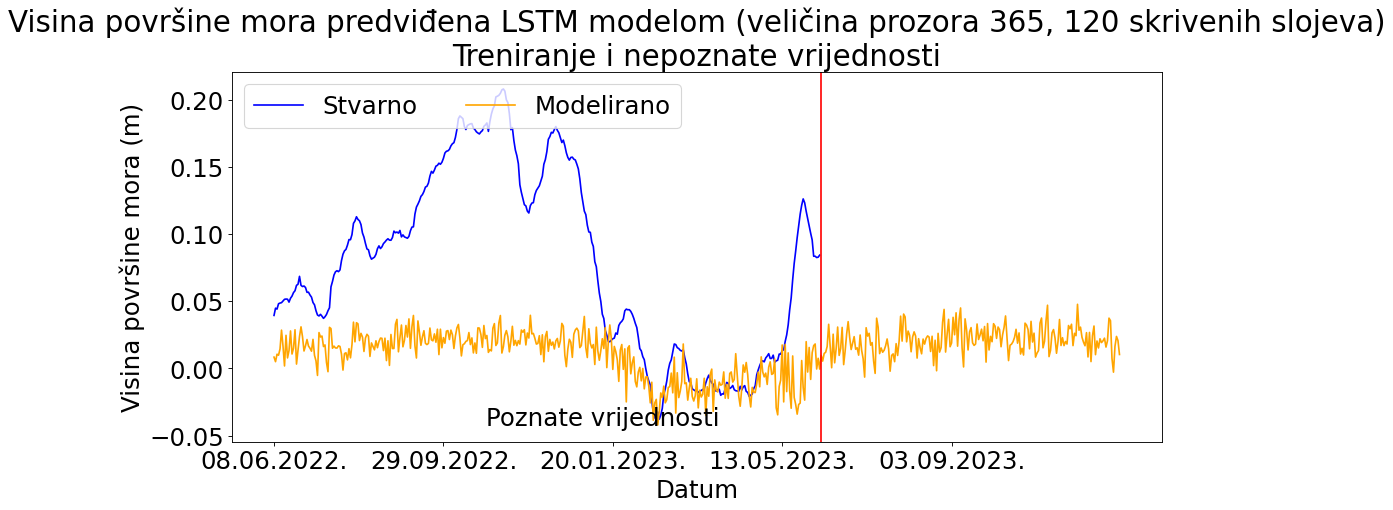 Visina površine mora predviđena LSTM modelom (veličina prozora 365, 120 skrivenih slojeva)
Treniranje i nepoznate vrijednosti
Stvarno
Modelirano
Visina površine mora (m)
0.20
0.15
0.10
0.05
0.00
−0.05
Poznate vrijednosti
08.06.2022.
29.09.2022.
20.01.2023.
13.05.2023.
03.09.2023.
Datum